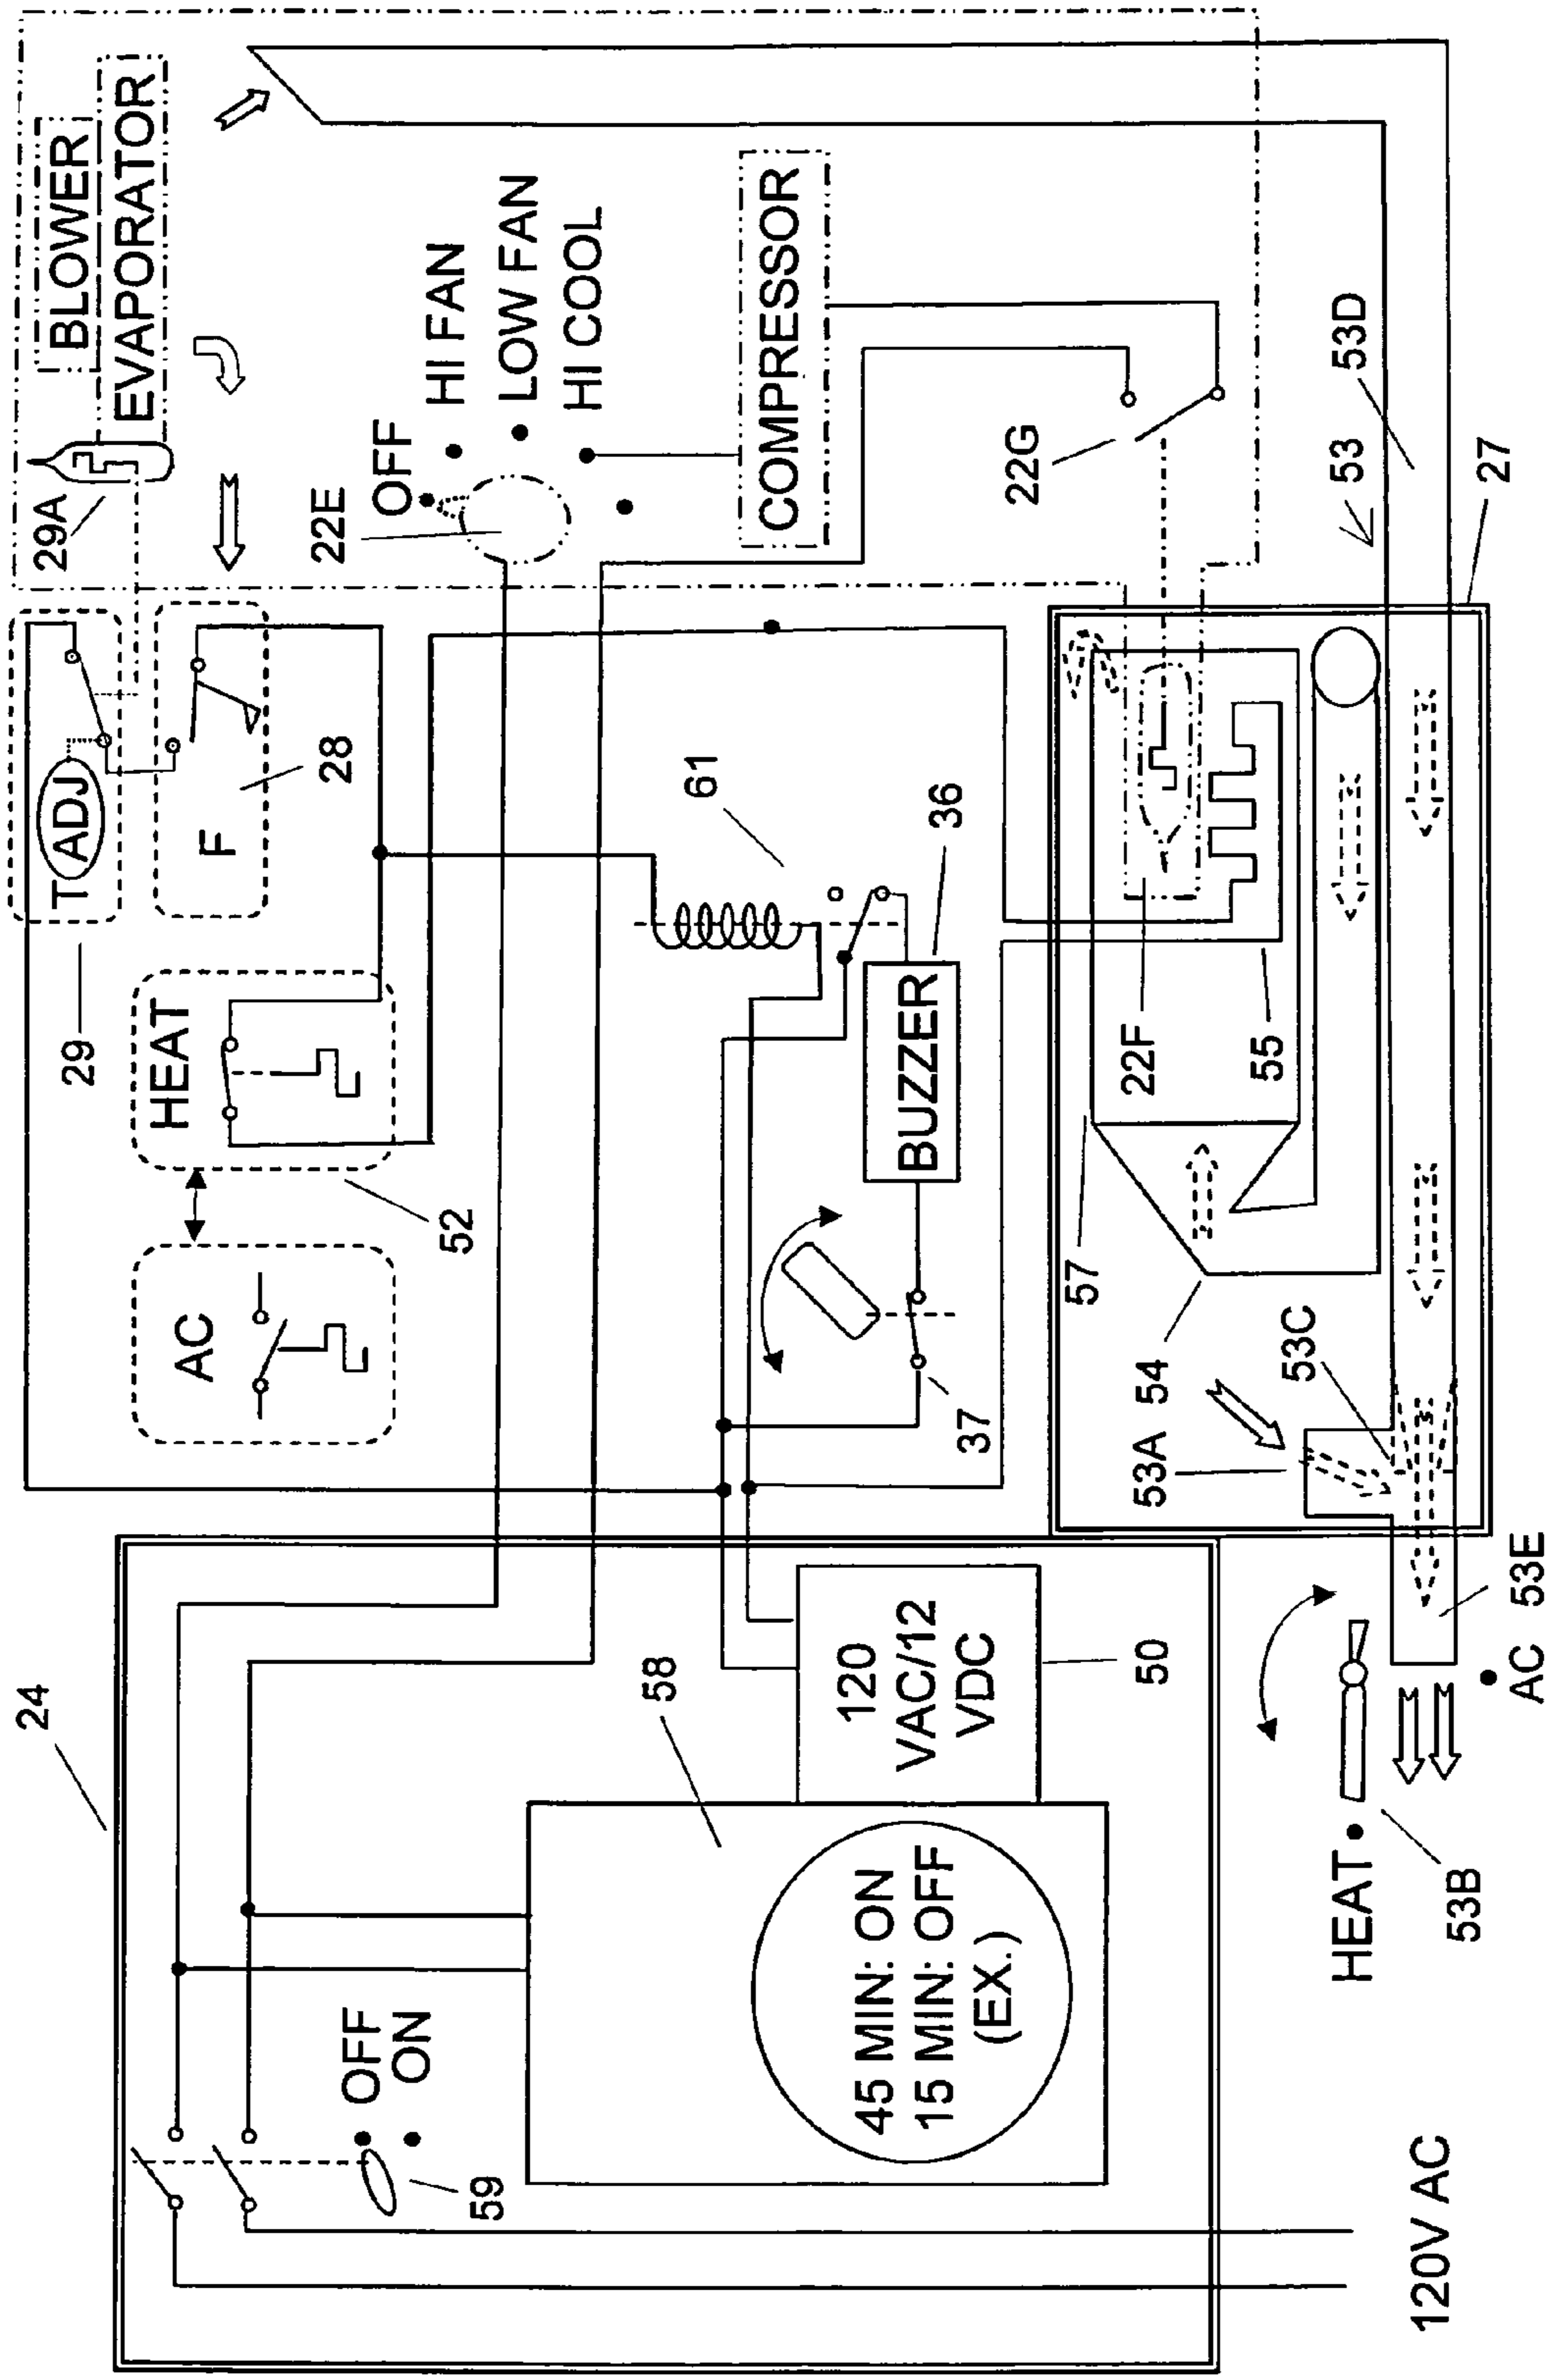 24
59
OFF
ON
58
45 MIN: ON
15 MIN: OFF
(EX.)
120
VAC/12
VDC
50
120V AC
HEAT
53B
AC
53E
AC
HEAT
52
29
T ADJ
F
28
29A
BLOWER
EVAPORATOR
22E
OFF
HI FAN
LOW FAN
HI COOL
COMPRESSOR
22G
61
36
BUZZER
37
57
54
53A
53C
22F
55
53
53D
27